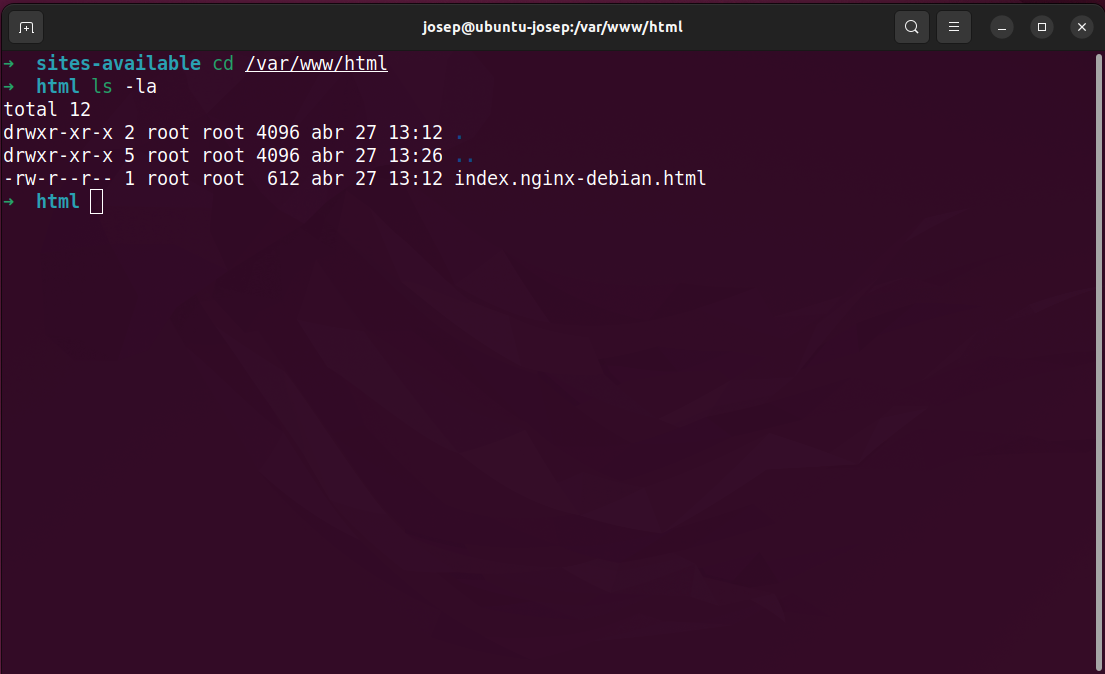 josep@ubuntu-josep:/var/www/html
➜  sites-available cd /var/www/html
➜  html ls -la
total 12
drwxr-xr-x 2 root root 4096 abr 27 13:12 .
drwxr-xr-x 5 root root 4096 abr 27 13:26 ..
-rw-r--r-- 1 root root  612 abr 27 13:12 index.nginx-debian.html
➜  html